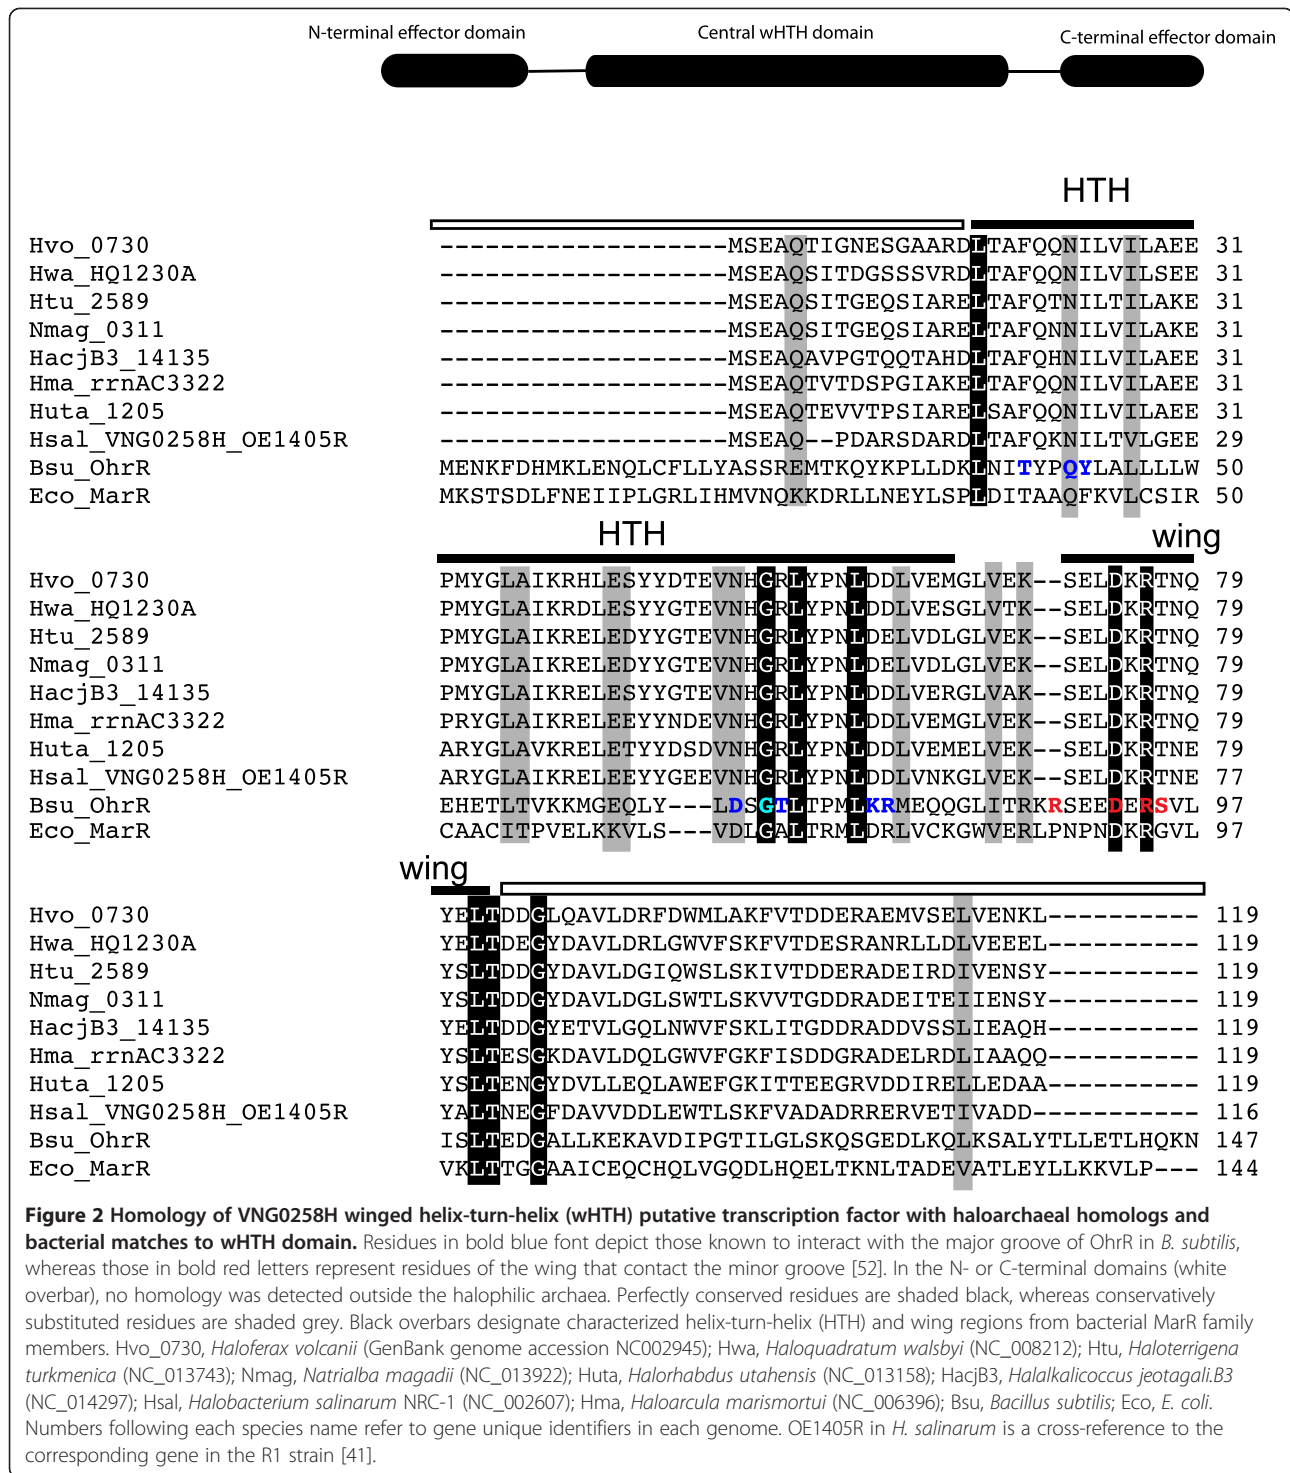 N-terminal effector domain Central wHTH domain C-terminal effector domain
HTH
Hvo_0730 -------------------MSEAQTIGNESGAARDLTAFQQNILVILAEE 31
Hwa_HQ1230A -------------------MSEAQSITDGSSSVRDLTAFQQNILVILSEE 31
Htu_2589 -------------------MSEAQSITGEQSIARELTAFQTNILTILAKE 31
Nmag_0311 -------------------MSEAQSITGEQSIARELTAFQNNILVILAKE 31
HacjB3_14135 -------------------MSEAQAVPGTQQTAHDLTAFQHNILVILAEE 31
Hma_rrnAC3322 -------------------MSEAQTVTDSPGIAKELTAFQQNILVILAEE 31
Huta_1205 -------------------MSEAQTEVVTPSIARELSAFQQNILVILAEE 31
Hsal_VNG0258H_OE1405R -------------------MSEAQ--PDARSDARDLTAFQKNILTVLGEE 29
Bsu_OhrR MENKFDHMKLENQLCFLLYASSREMTKQYKPLLDKLNITYPQYLALLLLW 50
Eco_MarR MKSTSDLFNEIIPLGRLIHMVNQKKDRLLNEYLSPLDITAAQFKVLCSIR 50
HTH wing
Hvo_0730 PMYGLAIKRHLESYYDTEVNHGRLYPNLDDLVEMGLVEK--SELDKRTNQ 79
Hwa_HQ1230A PMYGLAIKRDLESYYGTEVNHGRLYPNLDDLVESGLVTK--SELDKRTNQ 79
Htu_2589 PMYGLAIKRELEDYYGTEVNHGRLYPNLDELVDLGLVEK--SELDKRTNQ 79
Nmag_0311 PMYGLAIKRELEDYYGTEVNHGRLYPNLDELVDLGLVEK--SELDKRTNQ 79
HacjB3_14135 PMYGLAIKRELESYYGTEVNHGRLYPNLDDLVERGLVAK--SELDKRTNQ 79
Hma_rrnAC3322 PRYGLAIKRELEEYYNDEVNHGRLYPNLDDLVEMGLVEK--SELDKRTNQ 79
Huta_1205 ARYGLAVKRELETYYDSDVNHGRLYPNLDDLVEMELVEK--SELDKRTNE 79
Hsal_VNG0258H_OE1405R ARYGLAIKRELEEYYGEEVNHGRLYPNLDDLVNKGLVEK--SELDKRTNE 77
Bsu_OhrR EHETLTVKKMGEQLY---LDSGTLTPMLKRMEQQGLITRKRSEEDERSVL 97
Eco_MarR CAACITPVELKKVLS---VDLGALTRMLDRLVCKGWVERLPNPNDKRGVL 97
wing
Hvo_0730 YELTDDGLQAVLDRFDWMLAKFVTDDERAEMVSELVENKL---------- 119
Hwa_HQ1230A YELTDEGYDAVLDRLGWVFSKFVTDESRANRLLDLVEEEL---------- 119
Htu_2589 YSLTDDGYDAVLDGIQWSLSKIVTDDERADEIRDIVENSY---------- 119
Nmag_0311 YSLTDDGYDAVLDGLSWTLSKVVTGDDRADEITEIIENSY---------- 119
HacjB3_14135 YELTDDGYETVLGQLNWVFSKLITGDDRADDVSSLIEAQH---------- 119
Hma_rrnAC3322 YSLTESGKDAVLDQLGWVFGKFISDDGRADELRDLIAAQQ---------- 119
Huta_1205 YSLTENGYDVLLEQLAWEFGKITTEEGRVDDIRELLEDAA---------- 119
Hsal_VNG0258H_OE1405R YALTNEGFDAVVDDLEWTLSKFVADADRRERVETIVADD----------- 116
Bsu_OhrR ISLTEDGALLKEKAVDIPGTILGLSKQSGEDLKQLKSALYTLLETLHQKN 147
Eco_MarR VKLTTGGAAICEQCHQLVGQDLHQELTKNLTADEVATLEYLLKKVLP--- 144
Figure 2 Homology of VNG0258H winged helix-turn-helix (wHTH) putative transcription factor with haloarchaeal homologs and
bacterial matches to wHTH domain. Residues in bold blue font depict those known to interact with the major groove of OhrR in B. subtilis,
whereas those in bold red letters represent residues of the wing that contact the minor groove [52]. In the N- or C-terminal domains (white
overbar), no homology was detected outside the halophilic archaea. Perfectly conserved residues are shaded black, whereas conservatively
substituted residues are shaded grey. Black overbars designate characterized helix-turn-helix (HTH) and wing regions from bacterial MarR family
members. Hvo_0730, Haloferax volcanii (GenBank genome accession NC002945); Hwa, Haloquadratum walsbyi (NC_008212); Htu, Haloterrigena
turkmenica (NC_013743); Nmag, Natrialba magadii (NC_013922); Huta, Halorhabdus utahensis (NC_013158); HacjB3, Halalkalicoccus jeotagali.B3
(NC_014297); Hsal, Halobacterium salinarum NRC-1 (NC_002607); Hma, Haloarcula marismortui (NC_006396); Bsu, Bacillus subtilis; Eco, E. coli.
Numbers following each species name refer to gene unique identifiers in each genome. OE1405R in H. salinarum is a cross-reference to the
corresponding gene in the R1 strain [41].